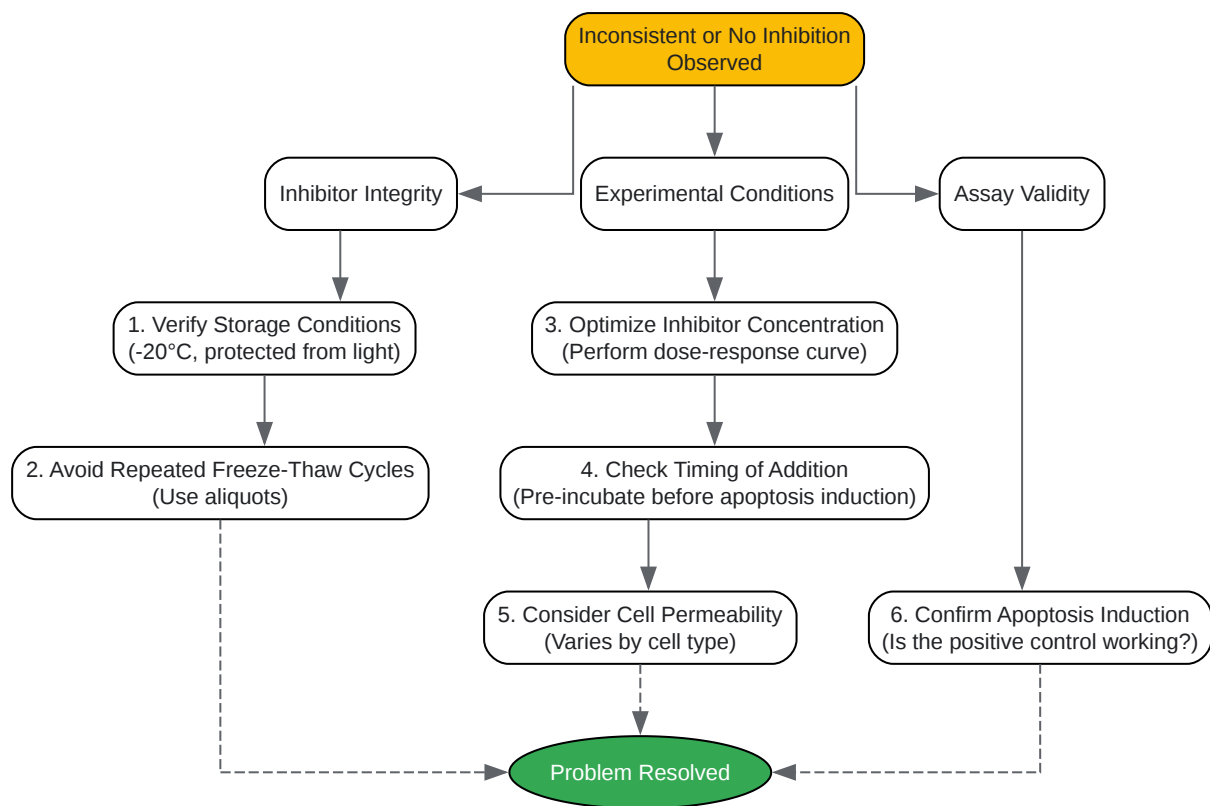 Inconsistent or No Inhibition
Observed
Inhibitor Integrity
Experimental Conditions
Assay Validity
1. Verify Storage Conditions
(-20°C, protected from light)
3. Optimize Inhibitor Concentration
(Perform dose-response curve)
2. Avoid Repeated Freeze-Thaw Cycles
(Use aliquots)
4. Check Timing of Addition
(Pre-incubate before apoptosis induction)
5. Consider Cell Permeability
(Varies by cell type)
6. Confirm Apoptosis Induction
(Is the positive control working?)
Problem Resolved